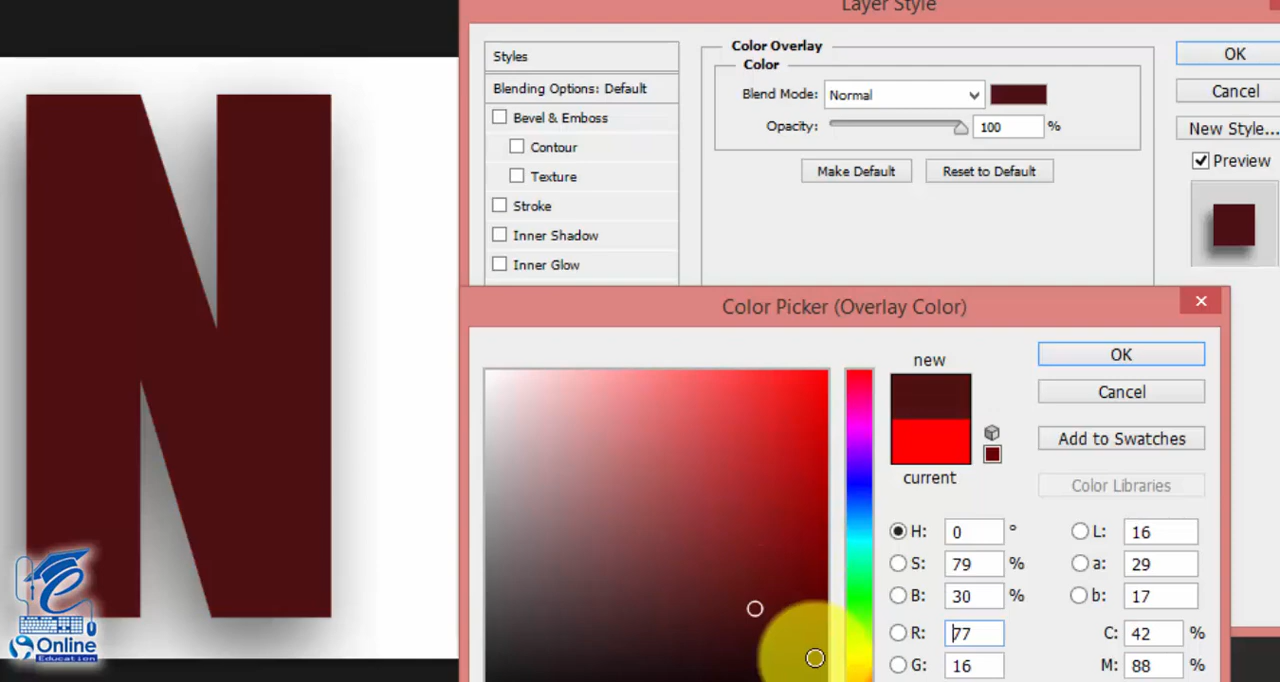 Layer Style
N
Styles
Blending Options: Default
Bevel & Emboss
Contour
Texture
Stroke
Inner Shadow
Inner Glow
Color Overlay
Color
Blend Mode: Normal
Opacity: 100 %
Make Default Reset to Default
OK
Cancel
New Style...
Preview
Color Picker (Overlay Color)
new
current
OK
Cancel
Add to Swatches
Color Libraries
H: 0 ° L: 16
S: 79 % a: 29
B: 30 % b: 17
R: 77 C: 42 %
G: 16 M: 88 %
e
Online
Education